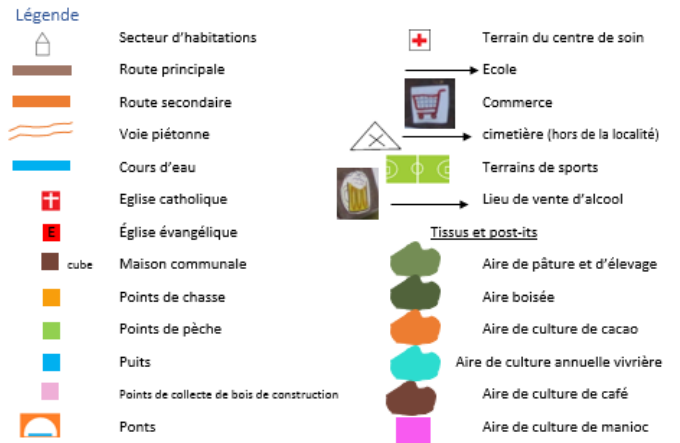 Légende
Secteur d'habitations
Route principale
Route secondaire
Voie piétonne
Cours d'eau
Eglise catholique
E
Église évangélique
cube
Maison communale
Points de chasse
Points de pèche
Puits
Points de collecte de bois de construction
Ponts
Terrain du centre de soin
Ecole
Commerce
cimetière (hors de la localité)
Terrains de sports
Lieu de vente d'alcool
Tissus et post-its
Aire de pâture et d'élevage
Aire boisée
Aire de culture de cacao
Aire de culture annuelle vivrière
Aire de culture de café
Aire de culture de manioc